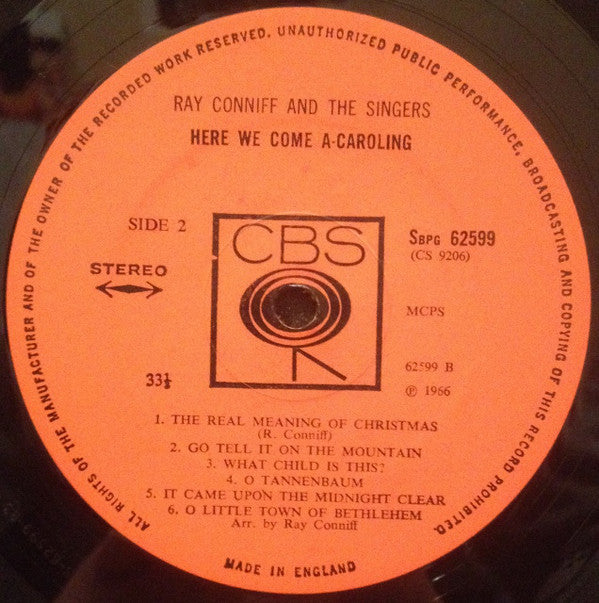 ALL RIGHTS OF THE MANUFACTURER AND OF THE OWNER OF THE RECORDED WORK RESERVED. UNAUTHORIZED PUBLIC PERFORMANCE, BROADCASTING AND COPYING OF THIS RECORD PROHIBITED.
RAY CONNIFF AND THE SINGERS
HERE WE COME A-CAROLING
SIDE 2
CBS
SBPG 62599
(CS 9206)
STEREO
MCPS
33⅓
62599 B
℗ 1966
1. THE REAL MEANING OF CHRISTMAS
(R. Conniff)
2. GO TELL IT ON THE MOUNTAIN
3. WHAT CHILD IS THIS?
4. O TANNENBAUM
5. IT CAME UPON THE MIDNIGHT CLEAR
6. O LITTLE TOWN OF BETHLEHEM
Arr. by Ray Conniff
MADE IN ENGLAND